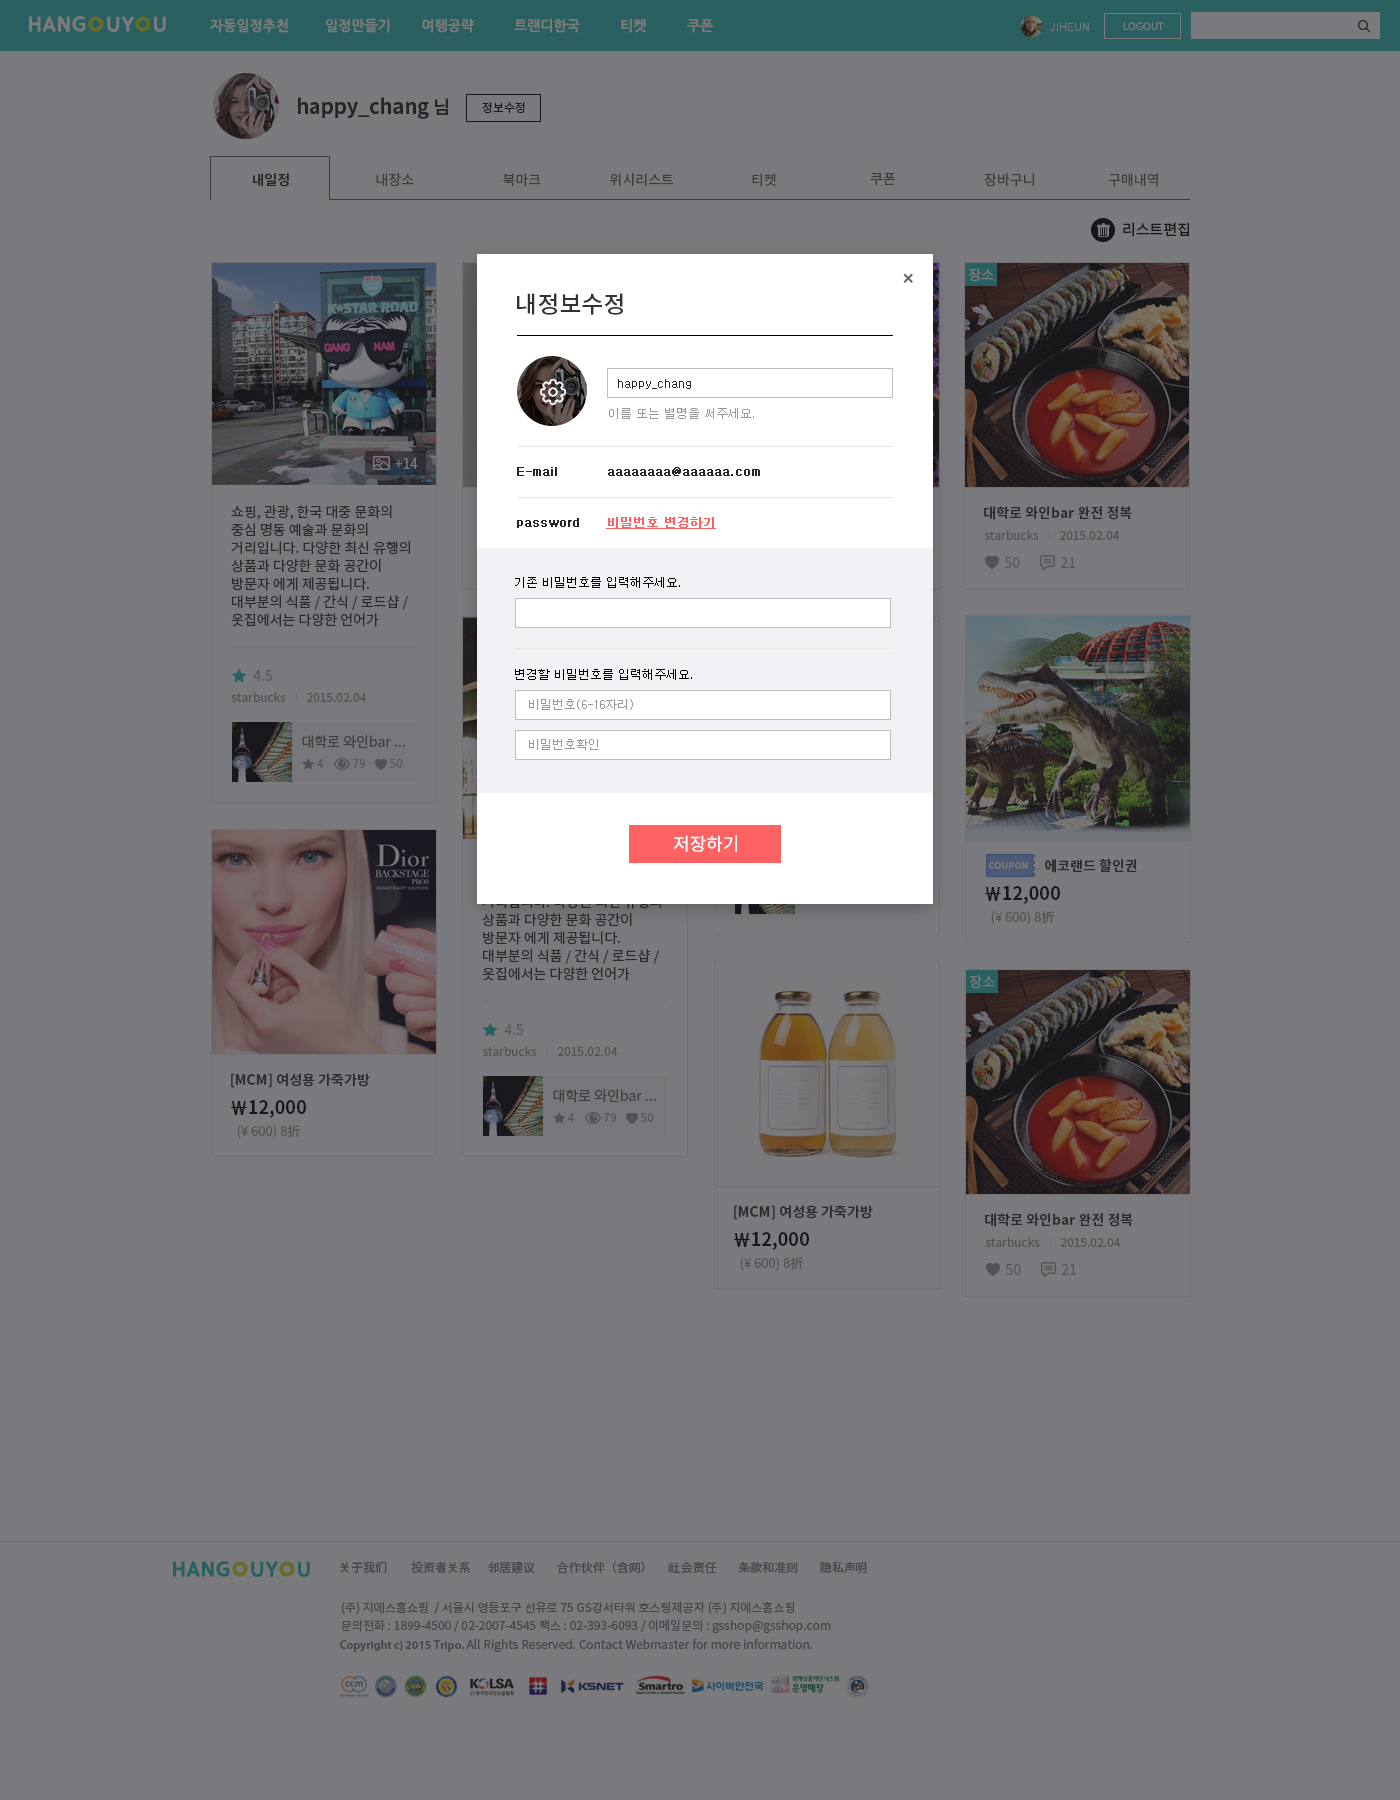 HANGOUYOU
자동일정추천 일정만들기 여행공략 트랜디한국 티켓 쿠폰
JIHEUN LOGOUT
happy_chang 님 정보수정
내일정 내장소 북마크 위시리스트 티켓 쿠폰 장바구니 구매내역
리스트편집
K★STAR ROAD
GANG NAM
+14
쇼핑, 관광, 한국 대중 문화의
중심 명동 예술과 문화의
거리입니다. 다양한 최신 유행의
상품과 다양한 문화 공간이
방문자 에게 제공됩니다.
대부분의 식품 / 간식 / 로드샵 /
옷집에서는 다양한 언어가
4.5
starbucks 2015.02.04
대학로 와인bar ...
4 79 50
Dior
BACKSTAGE
PROS
[MCM] 여성용 가죽가방
₩12,000
(¥ 600) 8折
내정보수정
happy_chang
이름 또는 별명을 써주세요.
E-mail aaaaaaaa@aaaaaa.com
password 비밀번호 변경하기
기존 비밀번호를 입력해주세요.
변경할 비밀번호를 입력해주세요.
비밀번호(6-16자리)
비밀번호확인
저장하기
상품과 다양한 문화 공간이
방문자 에게 제공됩니다.
대부분의 식품 / 간식 / 로드샵 /
옷집에서는 다양한 언어가
4.5
starbucks 2015.02.04
대학로 와인bar ...
4 79 50
[MCM] 여성용 가죽가방
₩12,000
(¥ 600) 8折
장소
대학로 와인bar 완전 정복
starbucks 2015.02.04
50 21
COUPON 에코랜드 할인권
₩12,000
(¥ 600) 8折
장소
대학로 와인bar 완전 정복
starbucks 2015.02.04
50 21
HANGOUYOU
关于我们 投资者关系 邻居建议 合作伙伴（含网） 社会责任 条款和准则 隐私声明
(주) 지에스홈쇼핑 / 서울시 영등포구 선유로 75 GS강서타워 호스팅제공자 (주) 지에스홈쇼핑
문의전화 : 1899-4500 / 02-2007-4545 팩스 : 02-393-6093 / 이메일문의 : gsshop@gsshop.com
Copyright c) 2015 Tripo. All Rights Reserved. Contact Webmaster for more information.
ccm KOLSA KSNET Smartro 사이버안전국 위해상품차단시스템
운영매장